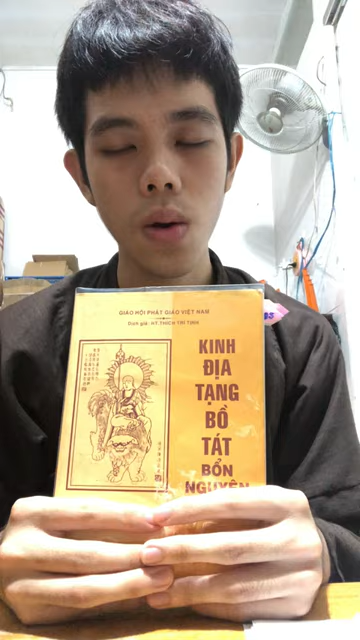 GIÁO HỘI PHẬT GIÁO VIỆT NAM
Dịch giả: HT. THÍCH TRÍ TỊNH
KINH
ĐỊA
TẠNG
BỒ
TÁT
BỔN
NGUYỆN